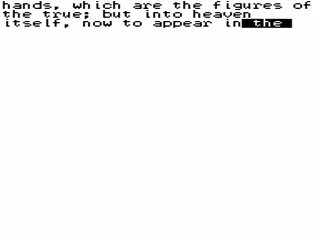 hands, which are the figures of
the true; but into heaven
itself, now to appear in the